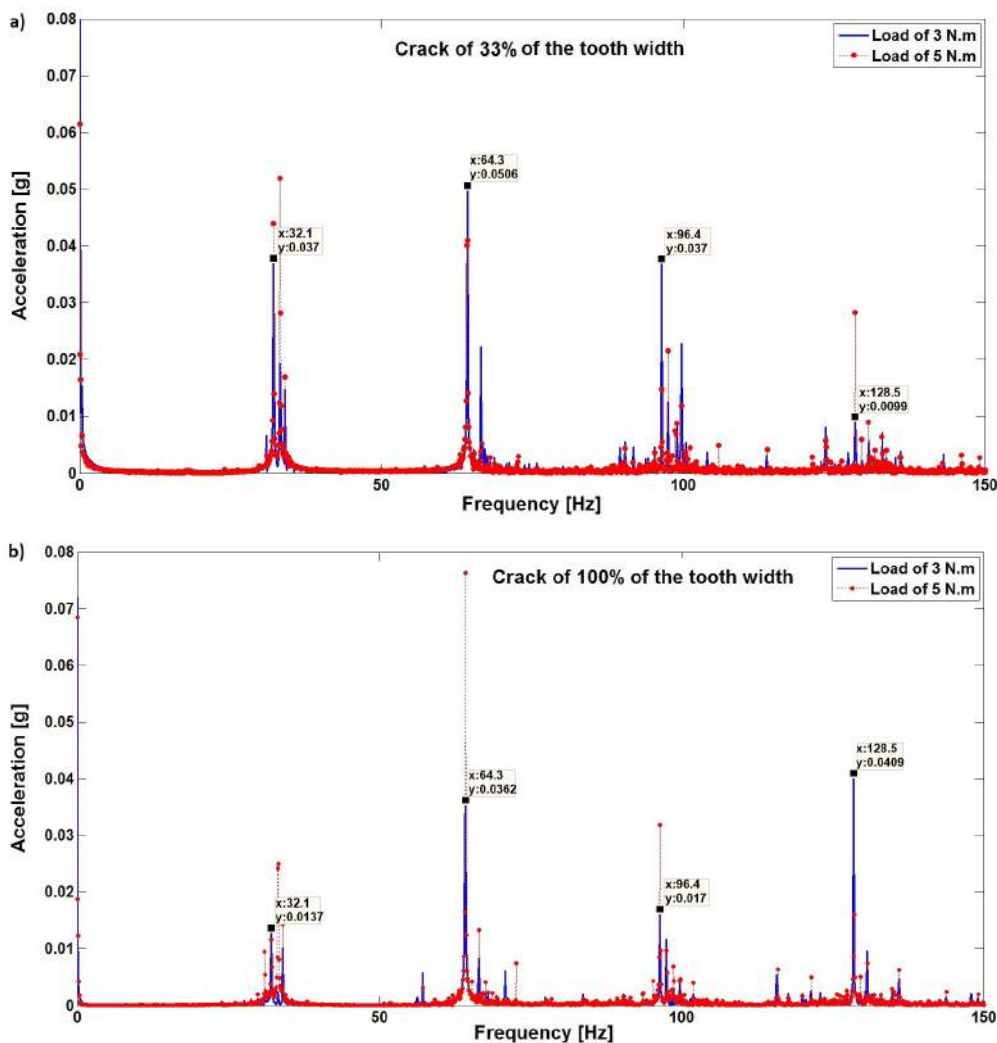 a)
Crack of 33% of the tooth width
Load of 3 N.m
Load of 5 N.m
0.08
0.07
0.06
0.05
0.04
0.03
0.02
0.01
0
Acceleration [g]
x:32.1
y:0.037
x:64.3
y:0.0506
x:96.4
y:0.037
x:128.5
y:0.0099
0
50
100
150
Frequency [Hz]
b)
Crack of 100% of the tooth width
Load of 3 N.m
Load of 5 N.m
0.08
0.07
0.06
0.05
0.04
0.03
0.02
0.01
0
Acceleration [g]
x:32.1
y:0.0137
x:64.3
y:0.0362
x:96.4
y:0.017
x:128.5
y:0.0409
0
50
100
150
Frequency [Hz]